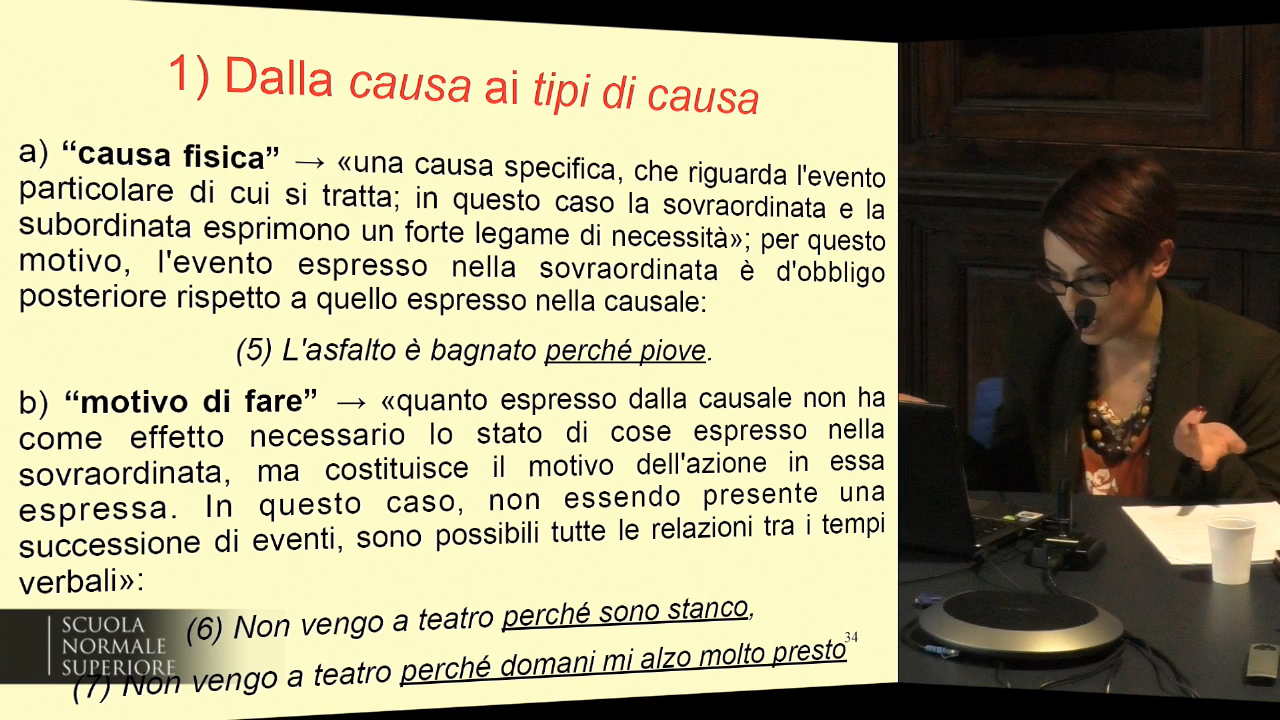 1) Dalla causa ai tipi di causa
a) “causa fisica” → «una causa specifica, che riguarda l'evento
particolare di cui si tratta; in questo caso la sovraordinata e la
subordinata esprimono un forte legame di necessità»; per questo
motivo, l'evento espresso nella sovraordinata è d'obbligo
posteriore rispetto a quello espresso nella causale:
(5) L'asfalto è bagnato perché piove.
b) “motivo di fare” → «quanto espresso dalla causale non ha
come effetto necessario lo stato di cose espresso nella
sovraordinata, ma costituisce il motivo dell'azione in essa
espressa. In questo caso, non essendo presente una
successione di eventi, sono possibili tutte le relazioni tra i tempi
verbali»:
(6) Non vengo a teatro perché sono stanco,
(7) Non vengo a teatro perché domani mi alzo molto presto
34
SCUOLA
NORMALE
SUPERIORE